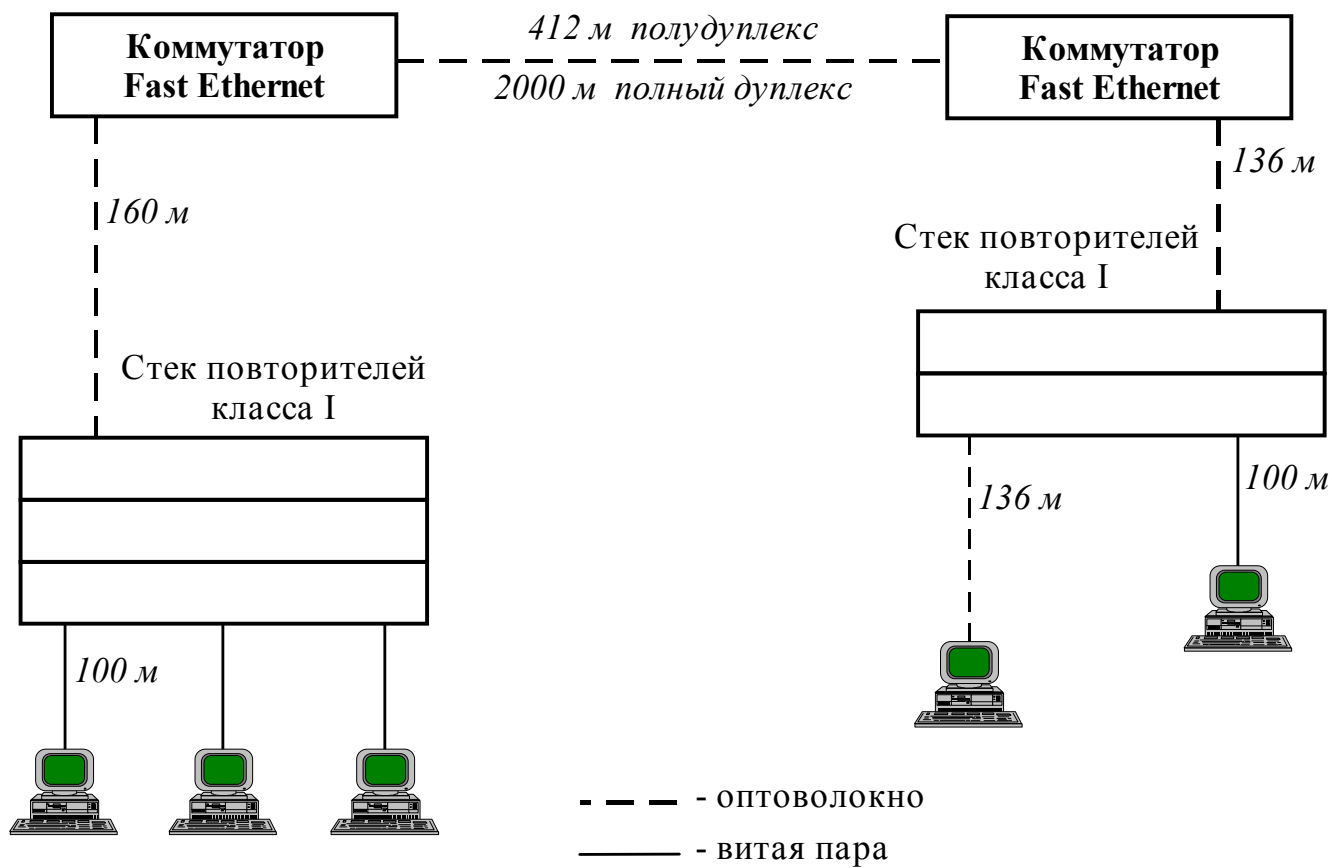 Коммутатор
Fast Ethernet
412 м полудуплекс
2000 м полный дуплекс
Коммутатор
Fast Ethernet
136 м
160 м
Стек повторителей
класса I
Стек повторителей
класса I
136 м
100 м
100 м
- оптоволокно
- витая пара